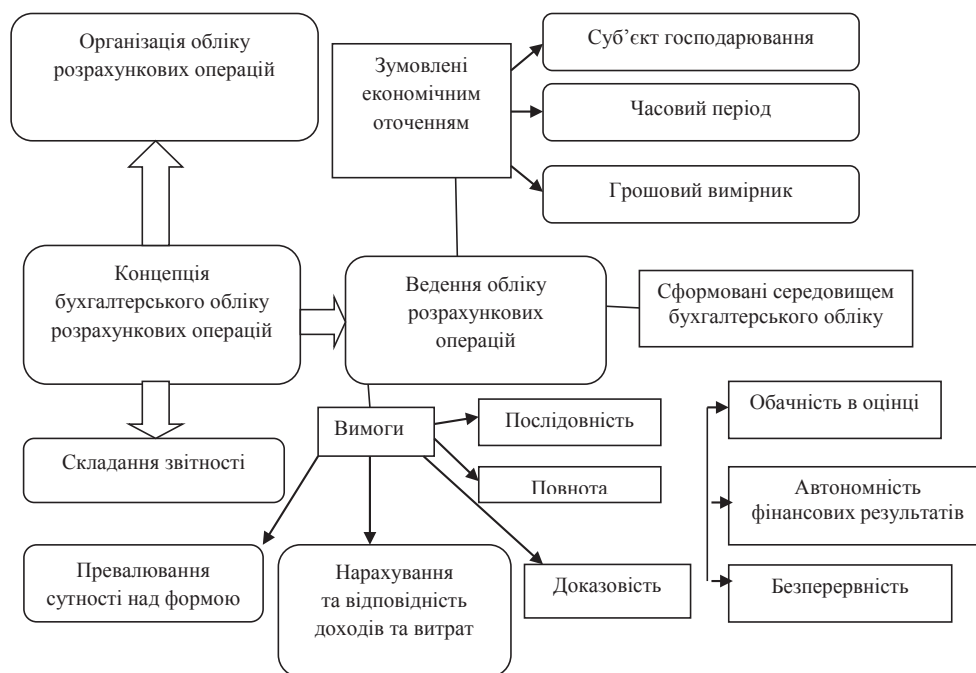 Організація обліку
розрахункових операцій
Зумовлені
економічним
оточенням
Суб’єкт господарювання
Часовий період
Грошовий вимірник
Концепція
бухгалтерського обліку
розрахункових операцій
Ведення обліку
розрахункових
операцій
Сформовані середовищем
бухгалтерського обліку
Складання звітності
Вимоги
Послідовність
Повнота
Обачність в оцінці
Автономність
фінансових результатів
Безперервність
Превалювання
сутності над формою
Нарахування
та відповідність
доходів та витрат
Доказовість